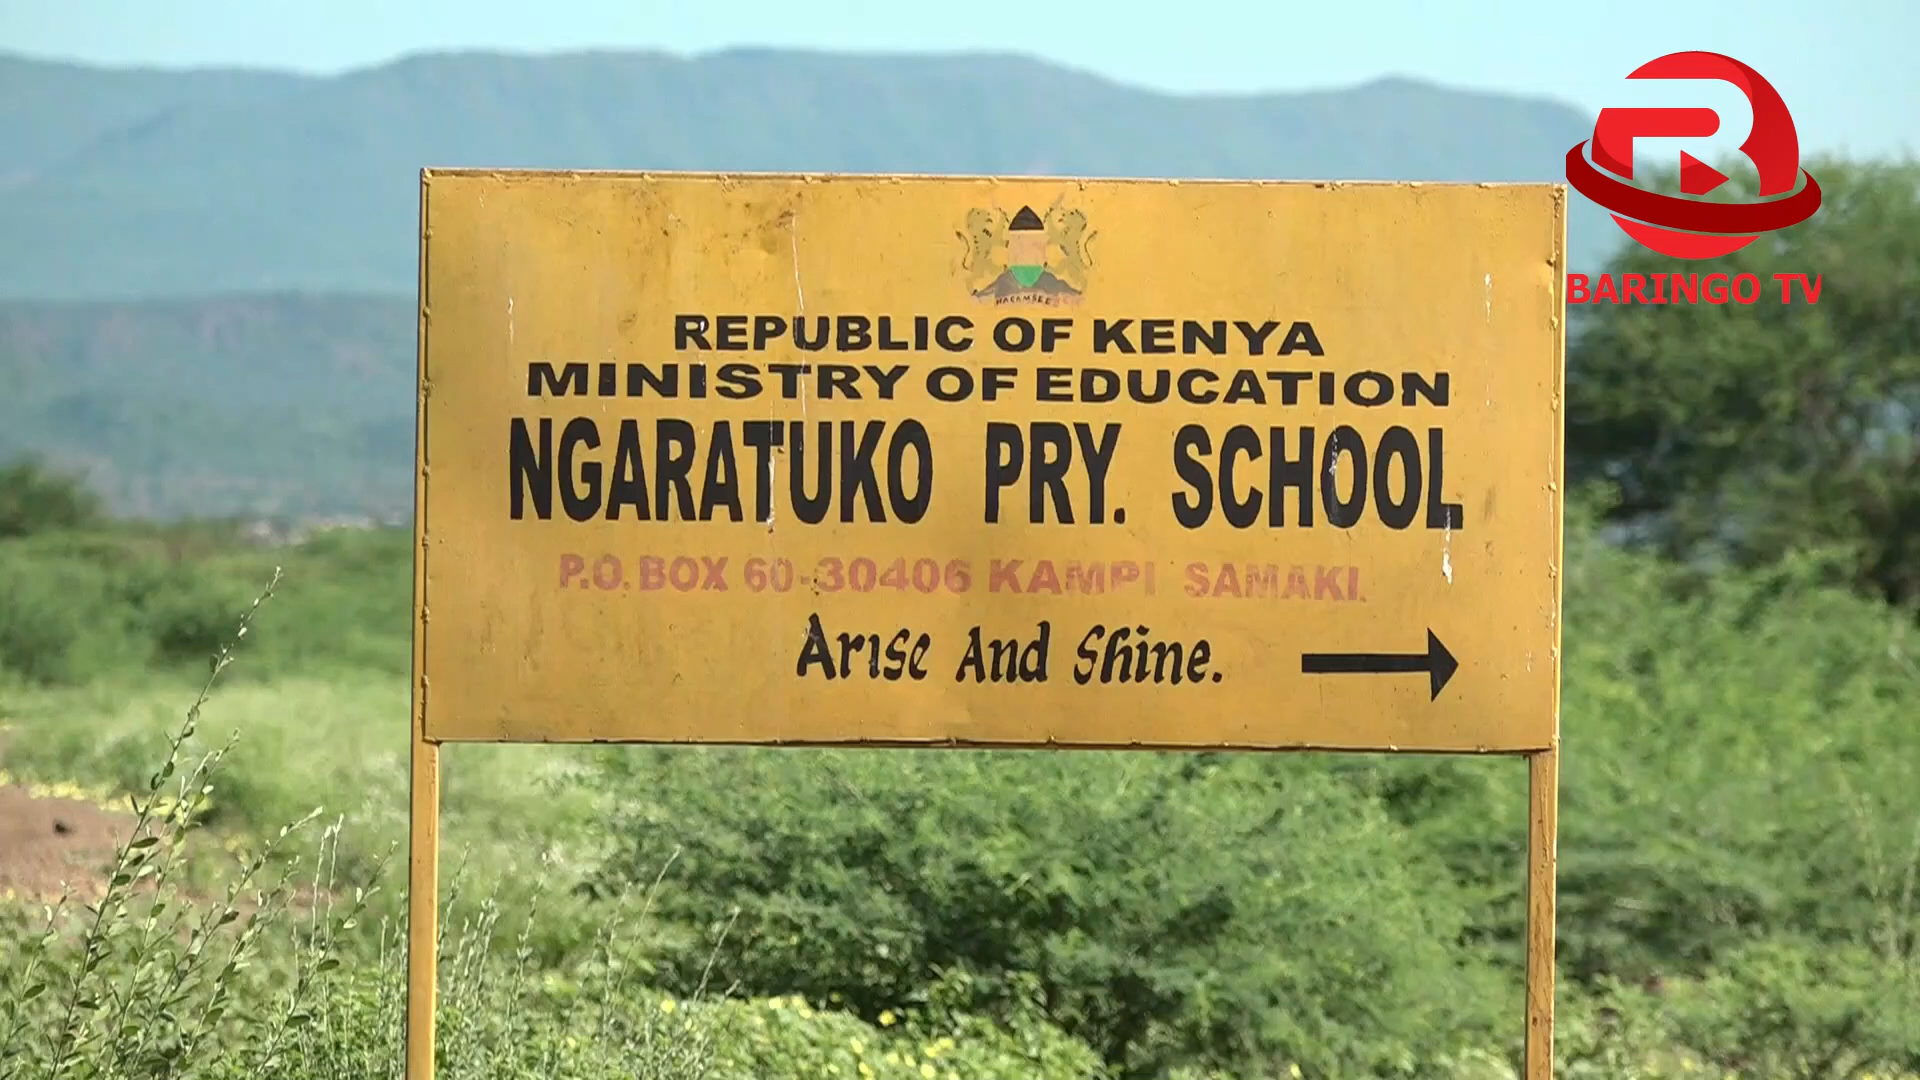 BARINGO TV
HARAMBEE
REPUBLIC OF KENYA
MINISTRY OF EDUCATION
NGARATUKO PRY. SCHOOL
P.O. BOX 60-30406 KAMPI SAMAKI.
Arise And Shine.